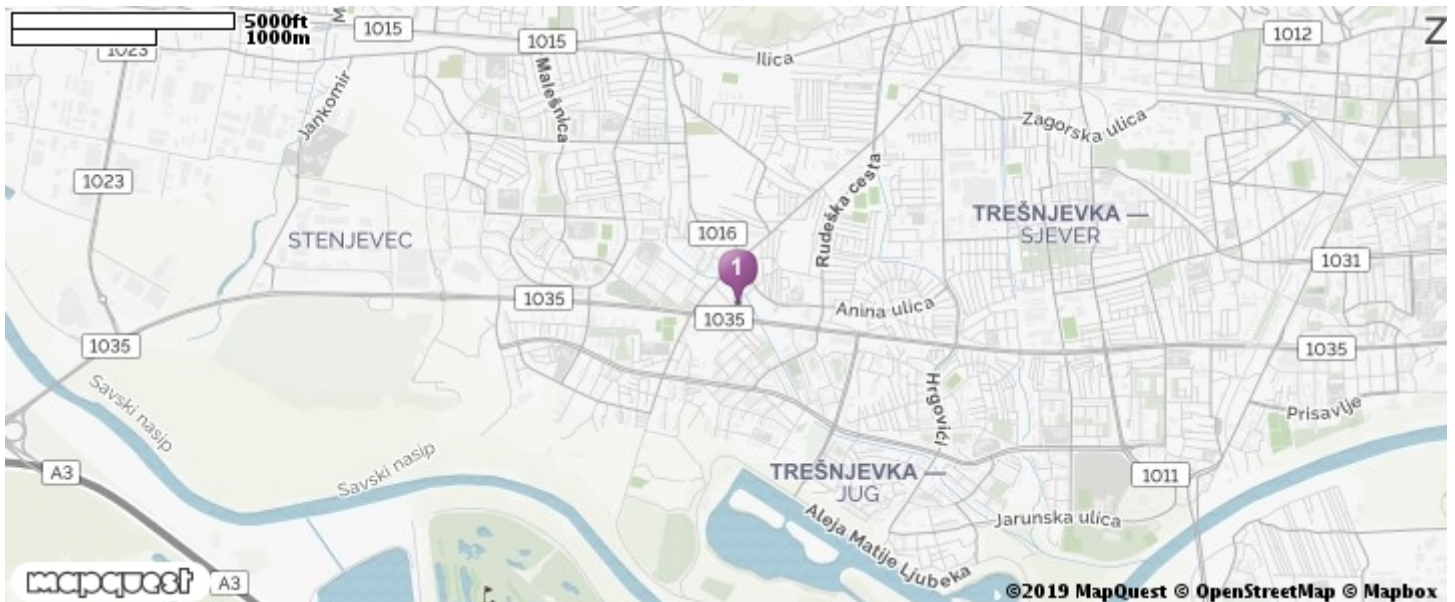 5000ft
1000m
1023
1015
1015
Ilica
1012
Z
Jankomir
Malešnica
Zagorska ulica
1023
Rudeška cesta
TREŠNJEVKA —
SJEVER
STENJEVEC
1016
1
1031
1035
1035
Anina ulica
1035
1035
Savski nasip
Hrgovići
Prisavlje
A3
Savski nasip
TREŠNJEVKA —
JUG
1011
Aleja Matije Ljubeka
Jarunska ulica
mapquest
A3
©2019 MapQuest © OpenStreetMap © Mapbox